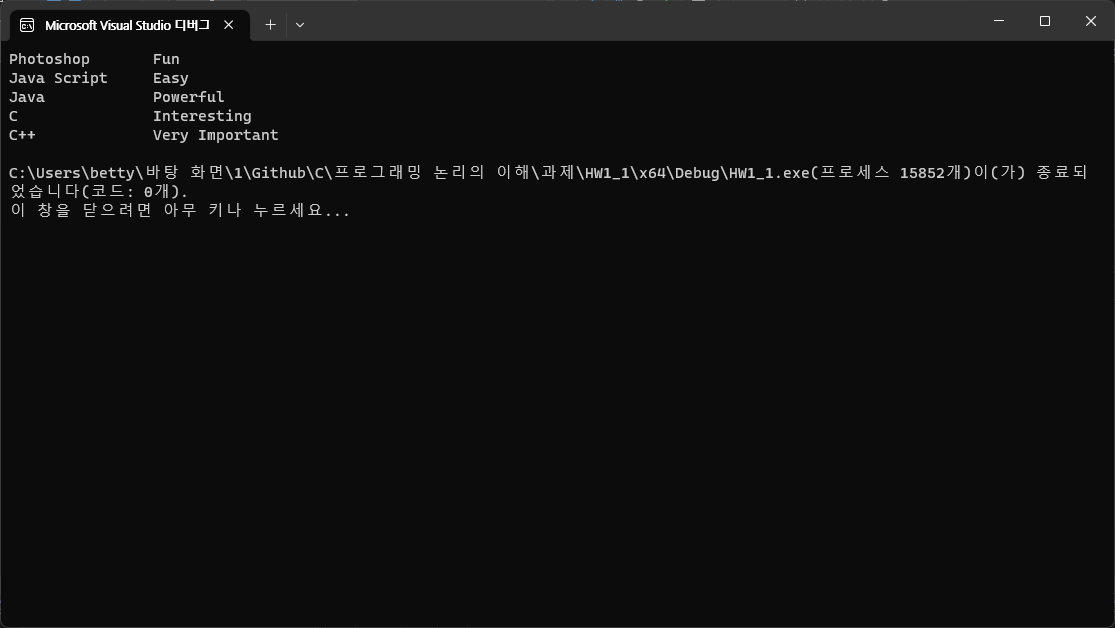 Microsoft Visual Studio 디버그
Photoshop Fun
Java Script Easy
Java Powerful
C Interesting
C++ Very Important
C:\Users\betty\바탕 화면\1\Github\C\프로그래밍 논리의 이해\과제\HW1_1\x64\Debug\HW1_1.exe(프로세스 15852개)이(가) 종료되
었습니다(코드: 0개).
이 창을 닫으려면 아무 키나 누르세요...